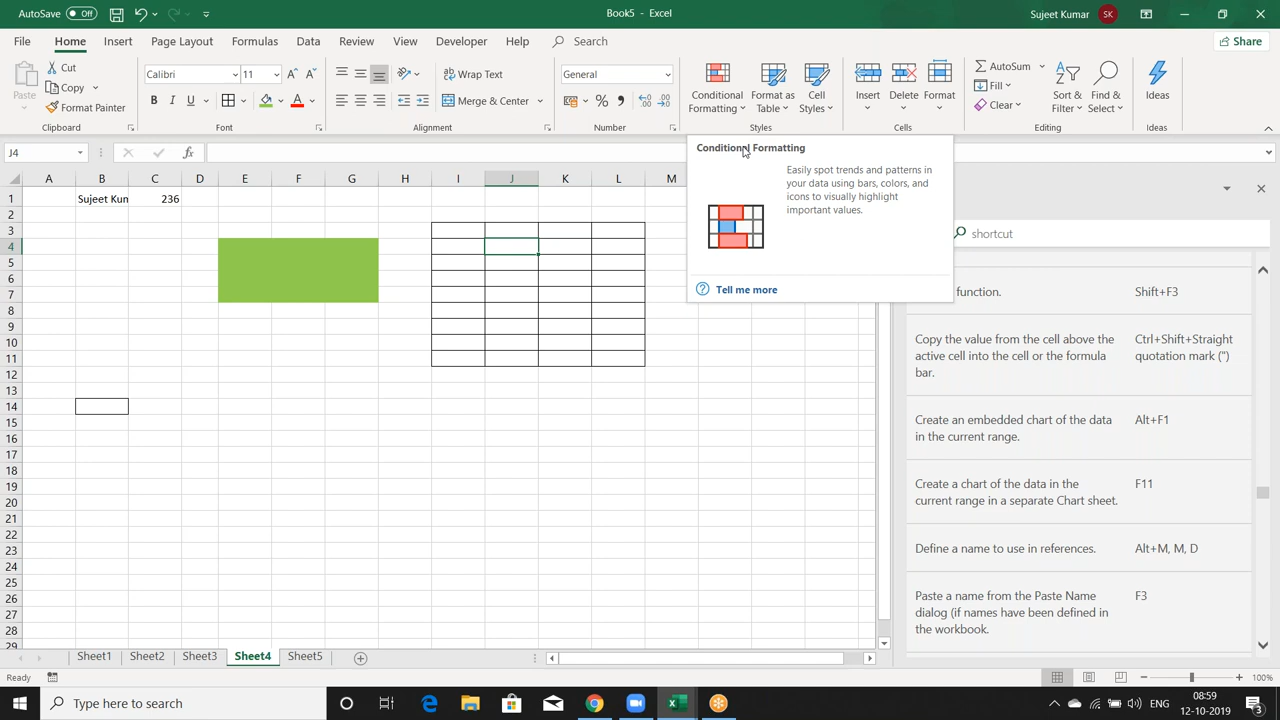 AutoSave Off
Book5 - Excel
Sujeet Kumar SK
File Home Insert Page Layout Formulas Data Review View Developer Help Search
Share
Paste
Cut
Copy
Format Painter
Clipboard
Calibri 11
B I U
Font
Wrap Text
Merge & Center
Alignment
General
Number
Conditional Formatting
Format as Table
Cell Styles
Styles
Insert
Delete
Format
Cells
AutoSum
Fill
Clear
Sort & Filter
Find & Select
Editing
Ideas
Ideas
J4
fx
Conditional Formatting
Easily spot trends and patterns in
your data using bars, colors, and
icons to visually highlight
important values.
Tell me more
A B C D E F G H I J K L M
1 Sujeet Kun 236
2
3
4
5
6
7
8
9
10
11
12
13
14
15
16
17
18
19
20
21
22
23
24
25
26
27
28
29
shortcut
function. Shift+F3
Copy the value from the cell above the
active cell into the cell or the formula
bar.
Ctrl+Shift+Straight
quotation mark (")
Create an embedded chart of the data
in the current range.
Alt+F1
Create a chart of the data in the
current range in a separate Chart sheet.
F11
Define a name to use in references. Alt+M, M, D
Paste a name from the Paste Name
dialog (if names have been defined in
the workbook.
F3
Sheet1 Sheet2 Sheet3 Sheet4 Sheet5
Ready
100%
Type here to search
ENG
08:59
12-10-2019
3